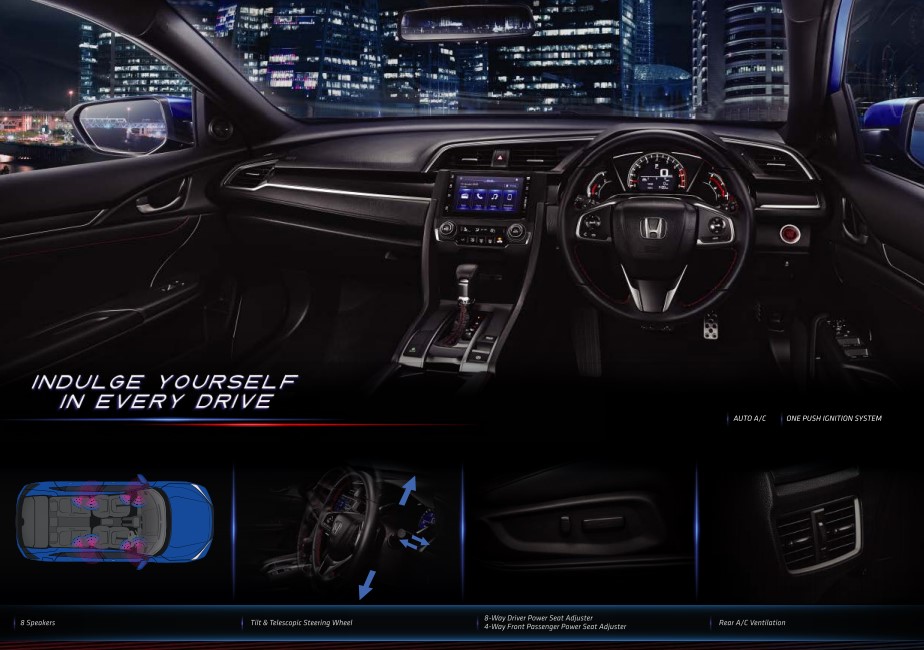 INDULGE YOURSELF
IN EVERY DRIVE
AUTO A/C
ONE PUSH IGNITION SYSTEM
8 Speakers
Tilt & Telescopic Steering Wheel
8-Way Driver Power Seat Adjuster
4-Way Front Passenger Power Seat Adjuster
Rear A/C Ventilation